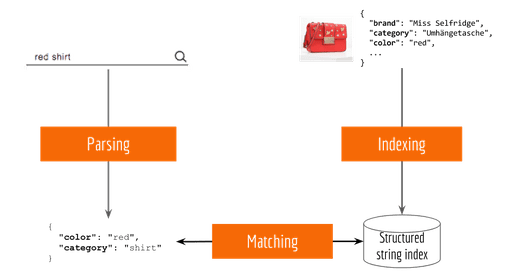 red shirt
{
"brand": "Miss Selfridge",
"category": "Umhängetasche",
"color": "red",
...
}
Parsing
Indexing
{
"color": "red",
"category": "shirt"
}
Matching
Structured
string index